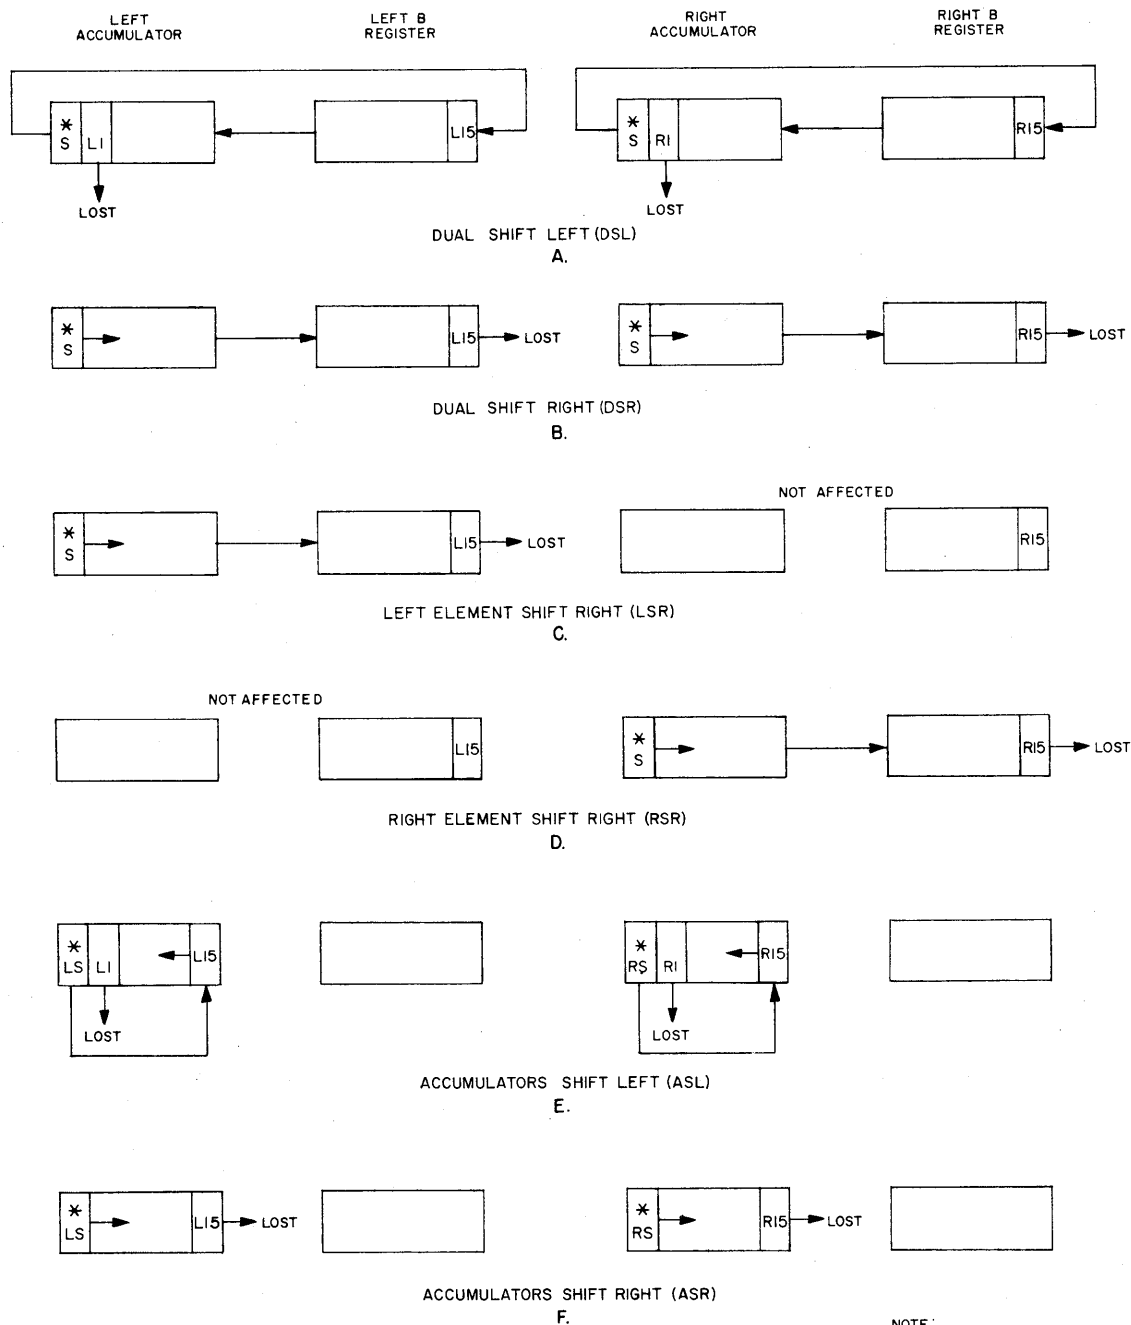 LEFT ACCUMULATOR
LEFT B REGISTER
RIGHT ACCUMULATOR
RIGHT B REGISTER
* S L1
L15
* S R1
R15
LOST
LOST
DUAL SHIFT LEFT (DSL)
A.
* S
L15
LOST
* S
R15
LOST
DUAL SHIFT RIGHT (DSR)
B.
NOT AFFECTED
* S
L15
LOST
R15
LEFT ELEMENT SHIFT RIGHT (LSR)
C.
NOT AFFECTED
L15
* S
R15
LOST
RIGHT ELEMENT SHIFT RIGHT (RSR)
D.
* LS L1 L15
* RS R1 R15
LOST
LOST
ACCUMULATORS SHIFT LEFT (ASL)
E.
* LS L15 LOST
* RS R15 LOST
ACCUMULATORS SHIFT RIGHT (ASR)
F.
NOTE: